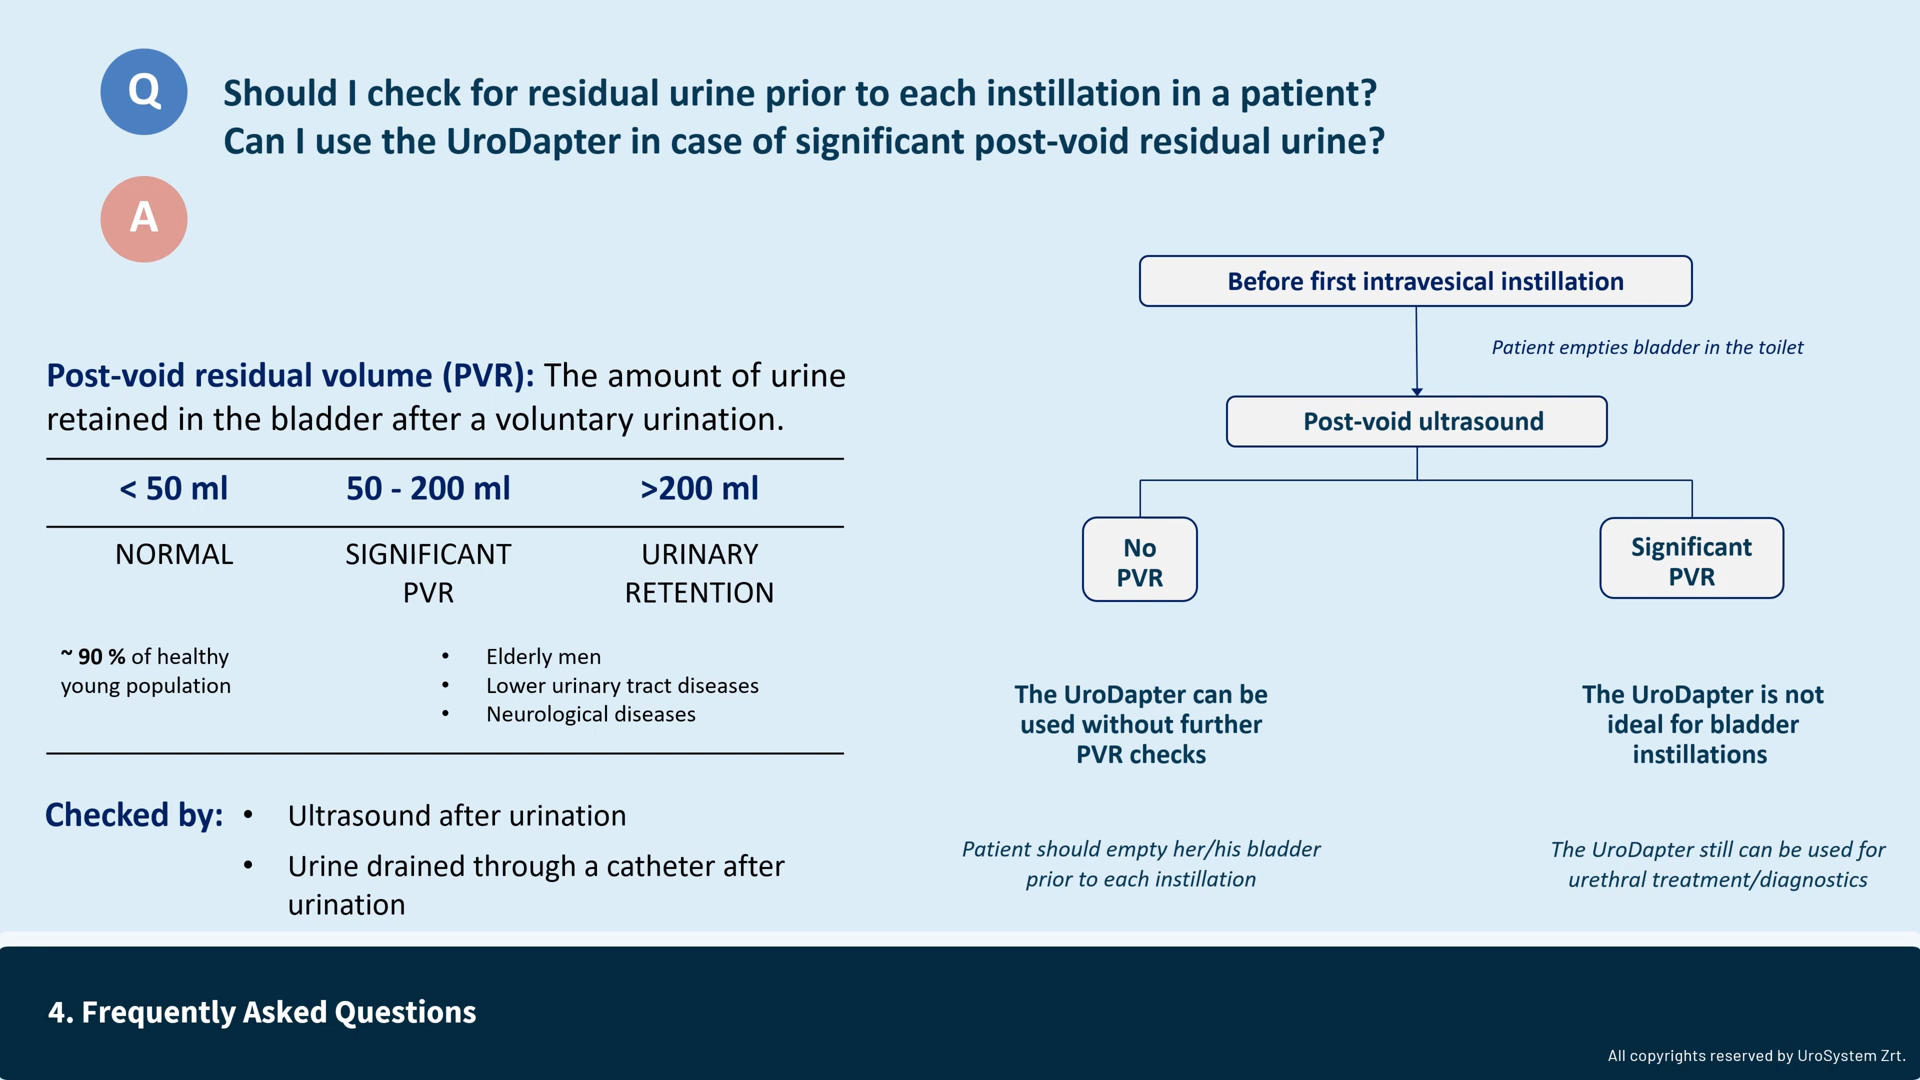 Q
Should I check for residual urine prior to each instillation in a patient?
Can I use the UroDapter in case of significant post-void residual urine?
A
Post-void residual volume (PVR): The amount of urine
retained in the bladder after a voluntary urination.
< 50 ml
50 - 200 ml
>200 ml
NORMAL
SIGNIFICANT
PVR
URINARY
RETENTION
~ 90 % of healthy
young population
• Elderly men
• Lower urinary tract diseases
• Neurological diseases
Checked by:
• Ultrasound after urination
• Urine drained through a catheter after
urination
Before first intravesical instillation
Patient empties bladder in the toilet
Post-void ultrasound
No
PVR
Significant
PVR
The UroDapter can be
used without further
PVR checks
The UroDapter is not
ideal for bladder
instillations
Patient should empty her/his bladder
prior to each instillation
The UroDapter still can be used for
urethral treatment/diagnostics
4. Frequently Asked Questions
All copyrights reserved by UroSystem Zrt.